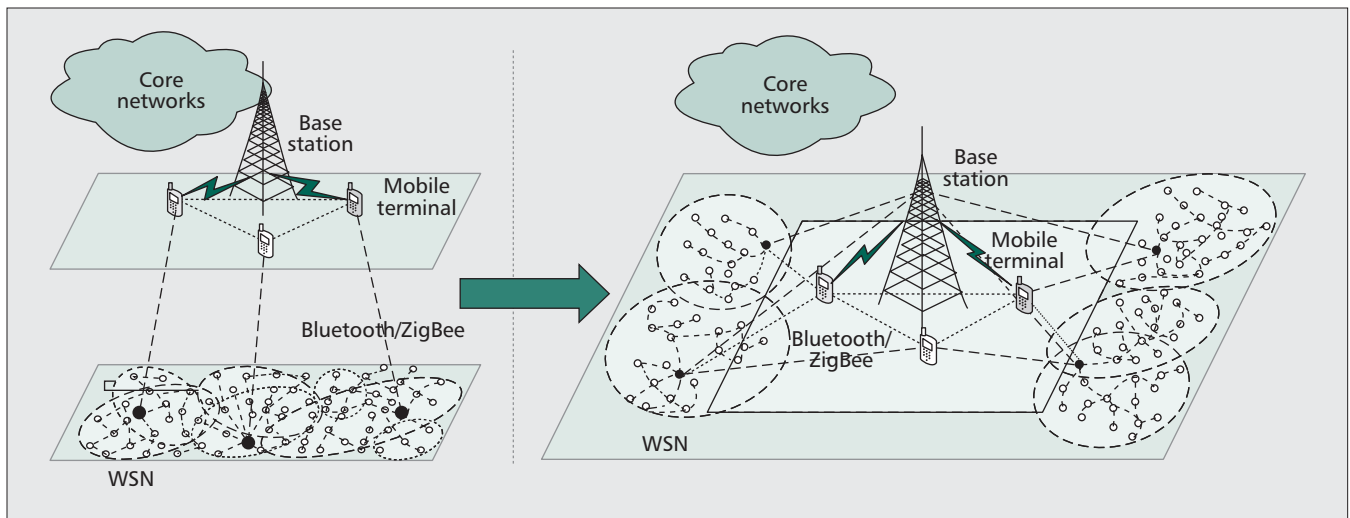 Core
networks
Base
station
Mobile
terminal
Bluetooth/ZigBee
WSN
Core
networks
Base
station
Mobile
terminal
Bluetooth/
ZigBee
WSN